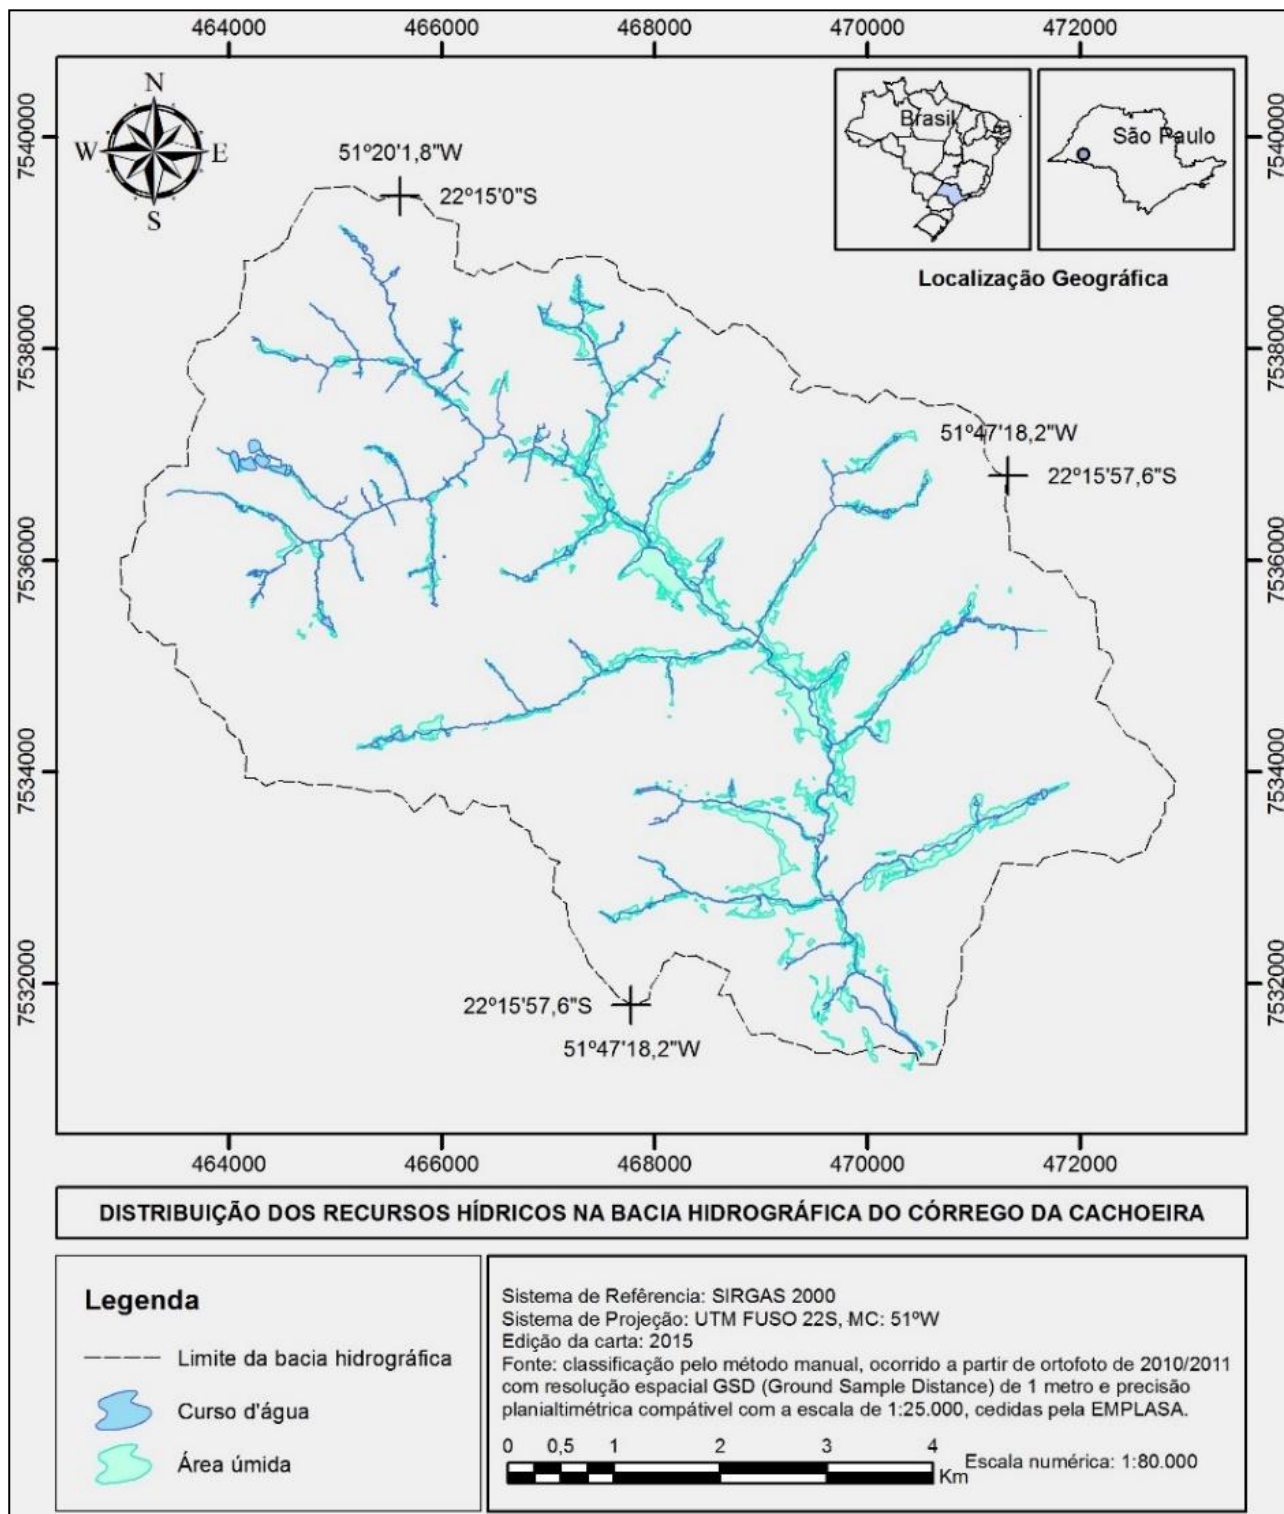 464000 466000 468000 470000 472000
N
W E
S
Brasil
São Paulo
Localização Geográfica
7540000 7540000
51º20'1,8"W
22º15'0"S
7538000 7538000
51º47'18,2"W
22º15'57,6"S
7536000 7536000
7534000 7534000
7532000 7532000
22º15'57,6"S
51º47'18,2"W
464000 466000 468000 470000 472000
DISTRIBUIÇÃO DOS RECURSOS HÍDRICOS NA BACIA HIDROGRÁFICA DO CÓRREGO DA CACHOEIRA
Legenda
Limite da bacia hidrográfica
Curso d'água
Área úmida
Sistema de Refêrencia: SIRGAS 2000
Sistema de Projeção: UTM FUSO 22S, MC: 51ºW
Edição da carta: 2015
Fonte: classificação pelo método manual, ocorrido a partir de ortofoto de 2010/2011
com resolução espacial GSD (Ground Sample Distance) de 1 metro e precisão
planialtimétrica compátivel com a escala de 1:25.000, cedidas pela EMPLASA.
0 0,5 1 2 3 4
Km
Escala numérica: 1:80.000